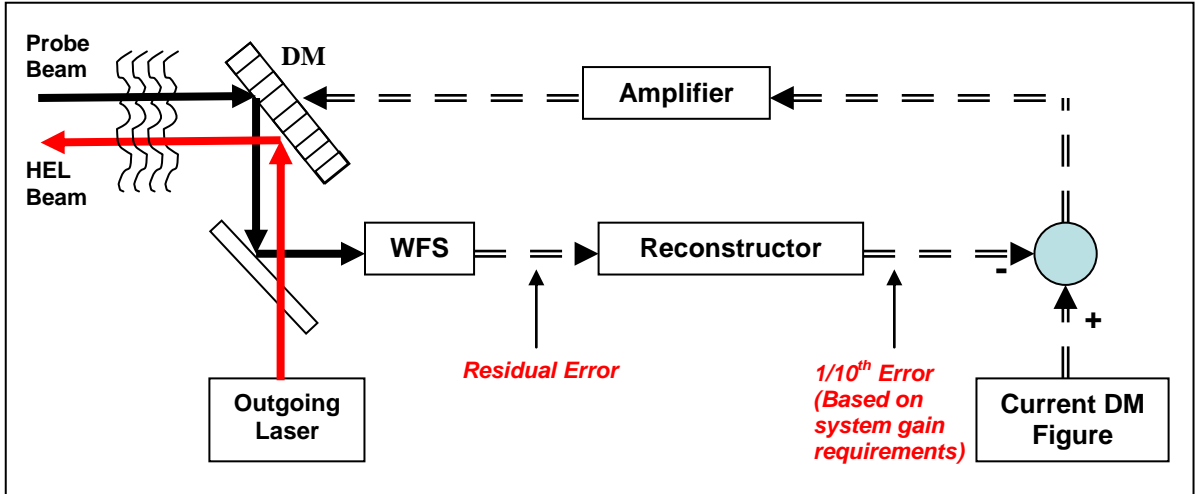 Probe
Beam
DM
Amplifier
HEL
Beam
WFS
Reconstructor
-
+
Residual Error
1/10th Error
(Based on
system gain
requirements)
Outgoing
Laser
Current DM
Figure